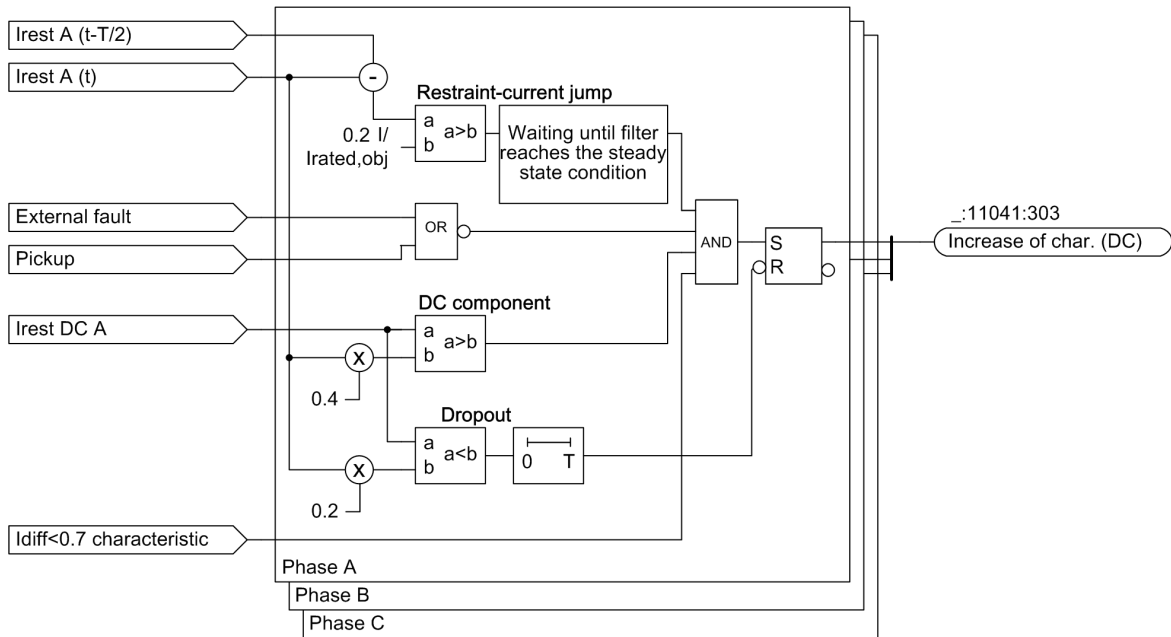 Irest A (t-T/2)
Irest A (t)
-
Restraint-current jump
0.2 I/
Irated,obj
a
b
a>b
Waiting until filter
reaches the steady
state condition
External fault
Pickup
OR
AND
S
R
_:11041:303
Increase of char. (DC)
Irest DC A
DC component
a
b
a>b
X
0.4
Dropout
a
b
a<b
0 T
X
0.2
Idiff<0.7 characteristic
Phase A
Phase B
Phase C